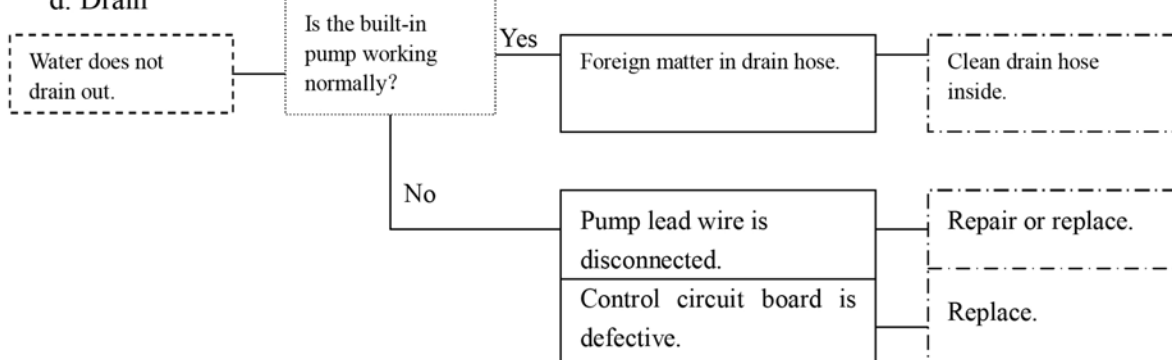 d. Drain
Water does not
drain out.
Is the built-in
pump working
normally?
Yes
Foreign matter in drain hose.
Clean drain hose
inside.
No
Pump lead wire is
disconnected.
Repair or replace.
Control circuit board is
defective.
Replace.